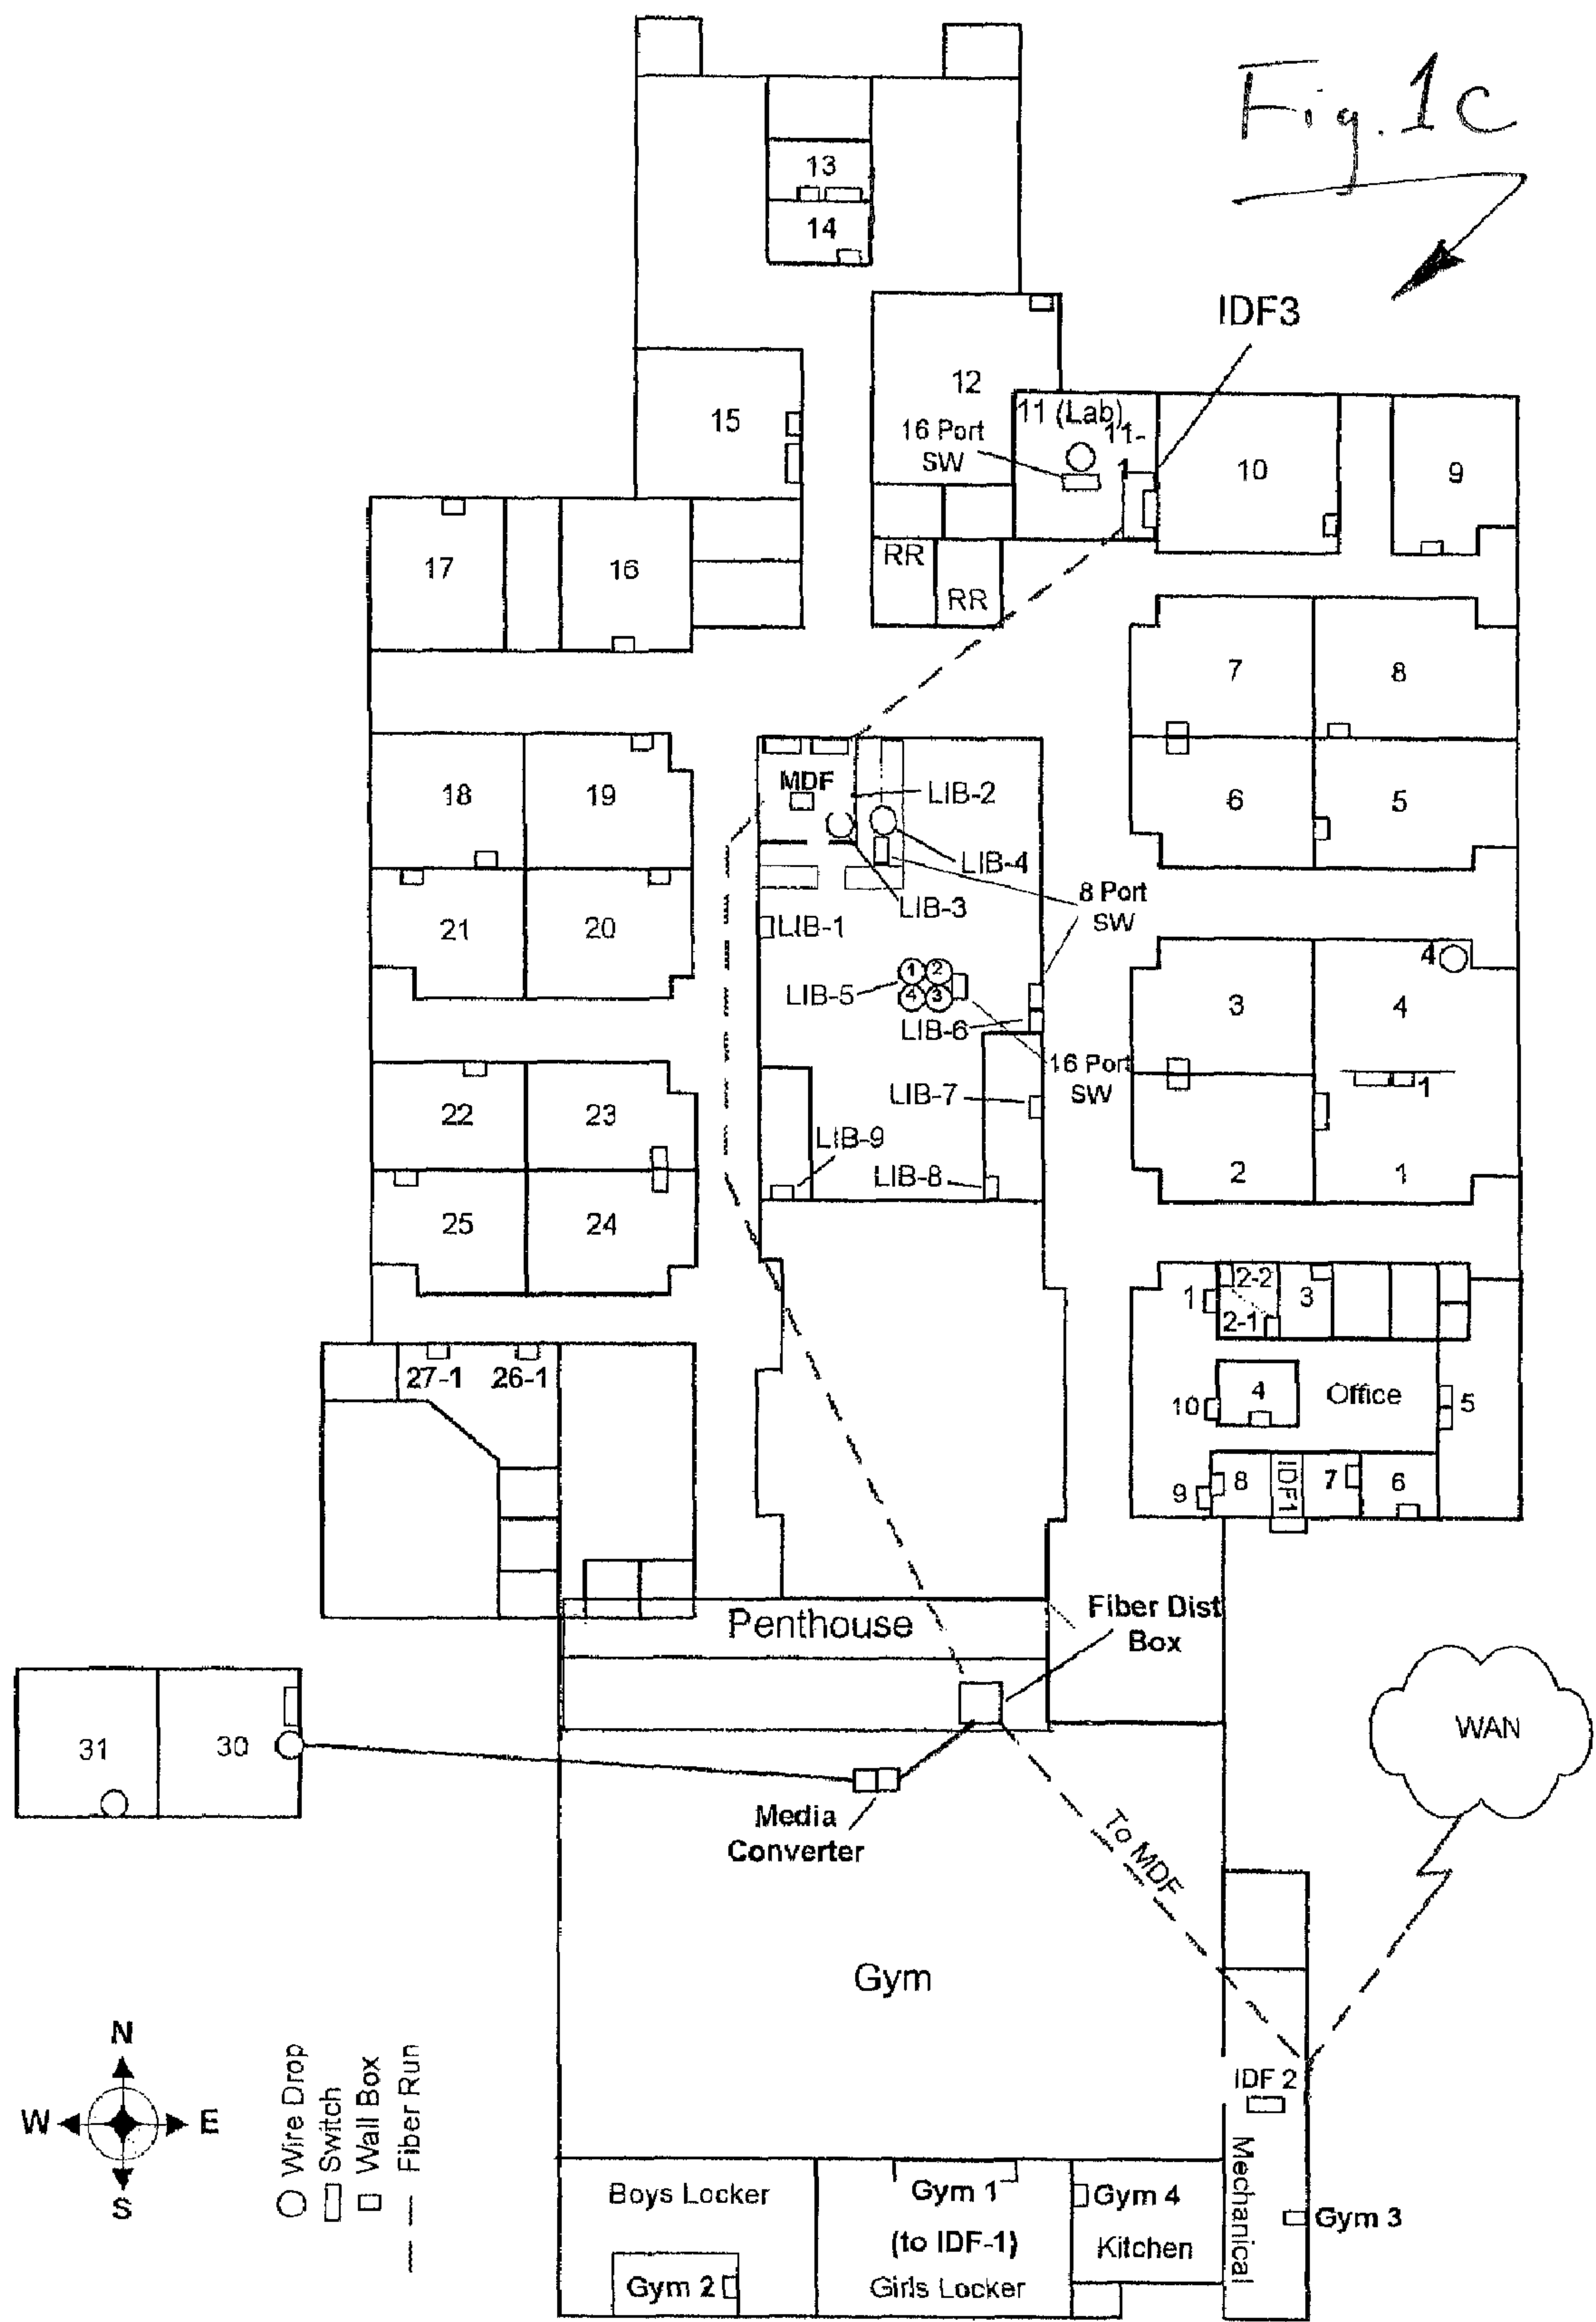 Fig. 1c
13
14
IDF3
12
15
11 (Lab)
11-
1
16 Port
SW
10
9
17
16
RR
RR
7
8
MDF
LIB-2
18
19
6
5
LIB-4
8 Port
SW
LIB-3
21
20
LIB-1
4
1 2
4 3
LIB-5
3
4
LIB-6
16 Port
SW
22
23
LIB-7
1
LIB-9
LIB-8
2
1
25
24
2-2
1
3
2-1
27-1
26-1
4
Office
10
5
8
IDF1
7
6
9
Penthouse
Fiber Dist
Box
WAN
31
30
Media
Converter
To MDF
Gym
N
W
E
S
Wire Drop
Switch
Wall Box
Fiber Run
IDF 2
Mechanical
Boys Locker
Gym 1
(to IDF-1)
Girls Locker
Gym 4
Kitchen
Gym 3
Gym 2